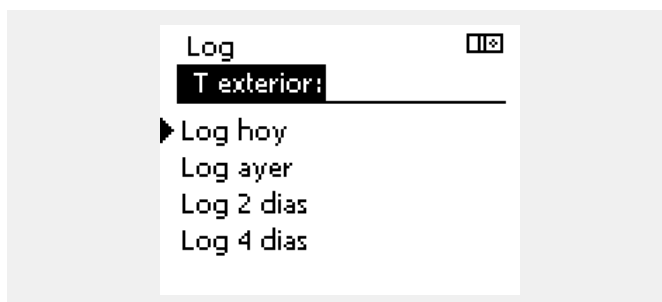 Log
T exterior:
Log hoy
Log ayer
Log 2 dias
Log 4 dias